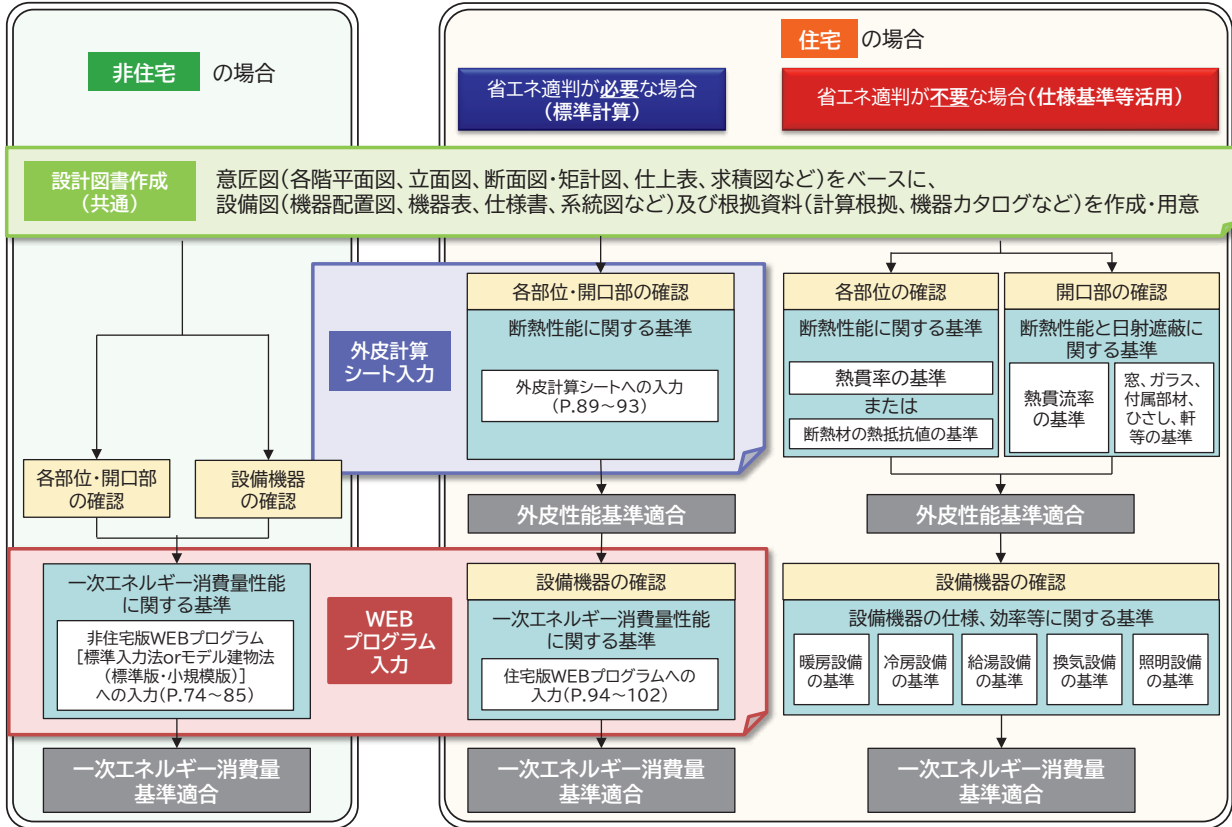 非住宅 の場合
住宅 の場合
省エネ適判が必要な場合
(標準計算)
省エネ適判が不要な場合(仕様基準等活用)
設計図書作成
(共通)
意匠図(各階平面図、立面図、断面図・矩計図、仕上表、求積図など)をベースに、
設備図(機器配置図、機器表、仕様書、系統図など)及び根拠資料(計算根拠、機器カタログなど)を作成・用意
各部位・開口部
の確認
設備機器
の確認
一次エネルギー消費量性能
に関する基準
非住宅版WEBプログラム
[標準入力法orモデル建物法
(標準版・小規模版)]
への入力(P.74～85)
一次エネルギー消費量
基準適合
外皮計算
シート入力
WEB
プログラム
入力
各部位・開口部の確認
断熱性能に関する基準
外皮計算シートへの入力
(P.89～93)
外皮性能基準適合
設備機器の確認
一次エネルギー消費量性能
に関する基準
住宅版WEBプログラムへの
入力(P.94～102)
一次エネルギー消費量
基準適合
各部位の確認
断熱性能に関する基準
熱貫率の基準
または
断熱材の熱抵抗値の基準
開口部の確認
断熱性能と日射遮蔽に
関する基準
熱貫流率
の基準
窓、ガラス、
付属部材、
ひさし、軒
等の基準
外皮性能基準適合
設備機器の確認
設備機器の仕様、効率等に関する基準
暖房設備
の基準
冷房設備
の基準
給湯設備
の基準
換気設備
の基準
照明設備
の基準
一次エネルギー消費量
基準適合